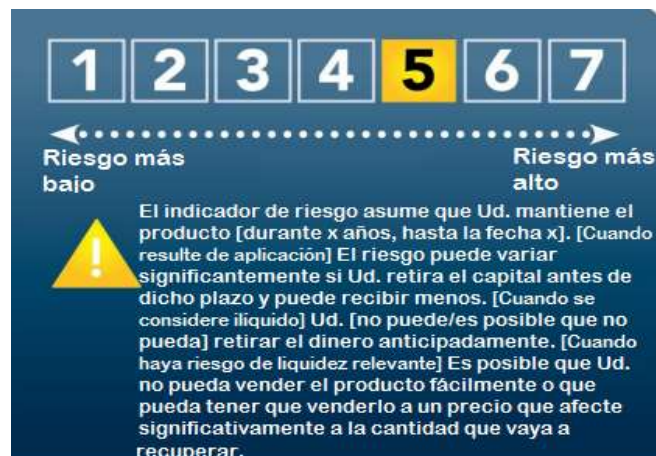 1 2 3 4 5 6 7
Riesgo más bajo
Riesgo más alto
!
El indicador de riesgo asume que Ud. mantiene el
producto [durante x años, hasta la fecha x]. [Cuando
resulte de aplicación] El riesgo puede variar
significantemente si Ud. retira el capital antes de
dicho plazo y puede recibir menos. [Cuando se
considere ilíquido] Ud. [no puede/es posible que no
pueda] retirar el dinero anticipadamente. [Cuando
haya riesgo de liquidez relevante] Es posible que Ud.
no pueda vender el producto fácilmente o que
pueda tener que venderlo a un precio que afecte
significativamente a la cantidad que vaya a
recuperar.